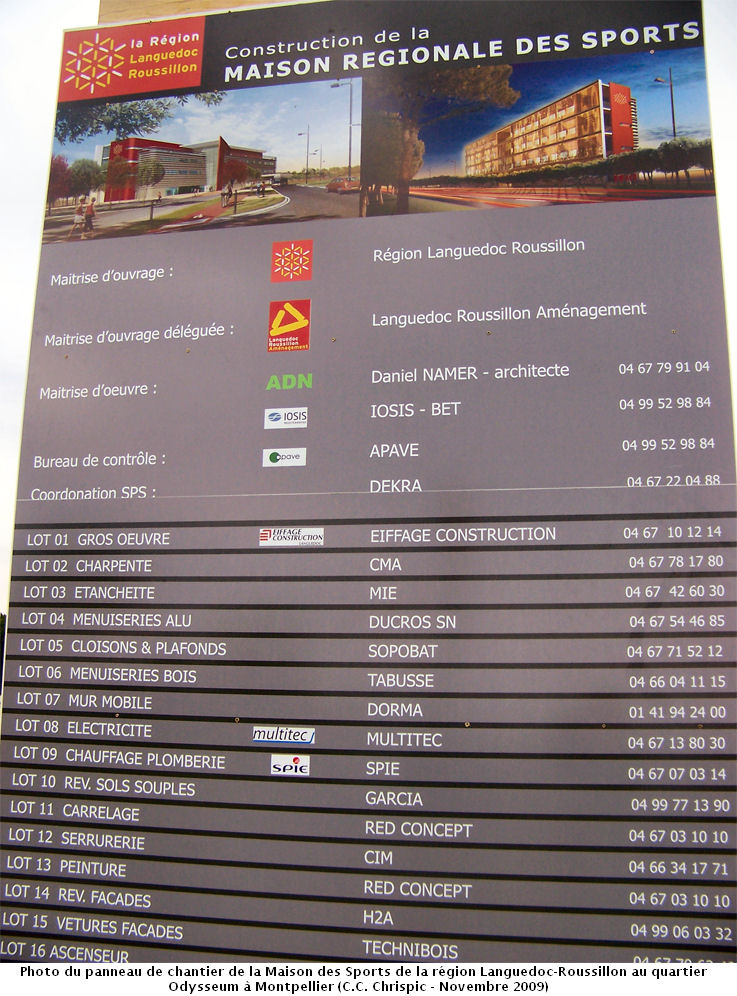 la Région
Languedoc
Roussillon
Construction de la
MAISON REGIONALE DES SPORTS
Maitrise d'ouvrage : Région Languedoc Roussillon
Maitrise d'ouvrage déléguée : Languedoc Roussillon Aménagement Languedoc Roussillon Aménagement
Maitrise d'oeuvre : ADN Daniel NAMER - architecte 04 67 79 91 04
IOSIS IOSIS - BET 04 99 52 98 84
Bureau de contrôle : apave APAVE 04 99 52 98 84
Coordonation SPS : DEKRA 04 67 22 04 88
LOT 01 GROS OEUVRE EIFFAGE CONSTRUCTION LANGUEDOC EIFFAGE CONSTRUCTION 04 67 10 12 14
LOT 02 CHARPENTE CMA 04 67 78 17 80
LOT 03 ETANCHEITE MIE 04 67 42 60 30
LOT 04 MENUISERIES ALU DUCROS SN 04 67 54 46 85
LOT 05 CLOISONS & PLAFONDS SOPOBAT 04 67 71 52 12
LOT 06 MENUISERIES BOIS TABUSSE 04 66 04 11 15
LOT 07 MUR MOBILE DORMA 01 41 94 24 00
LOT 08 ELECTRICITE multitec MULTITEC 04 67 13 80 30
LOT 09 CHAUFFAGE PLOMBERIE SPIE SPIE 04 67 07 03 14
LOT 10 REV. SOLS SOUPLES GARCIA 04 99 77 13 90
LOT 11 CARRELAGE RED CONCEPT 04 67 03 10 10
LOT 12 SERRURERIE CIM 04 66 34 17 71
LOT 13 PEINTURE RED CONCEPT 04 67 03 10 10
LOT 14 REV. FACADES H2A 04 99 06 03 32
LOT 15 VETURES FACADES TECHNIBOIS 04 67
LOT 16 ASCENSEUR
Photo du panneau de chantier de la Maison des Sports de la région Languedoc-Roussillon au quartier
Odysseum à Montpellier (C.C. Chrispic - Novembre 2009)